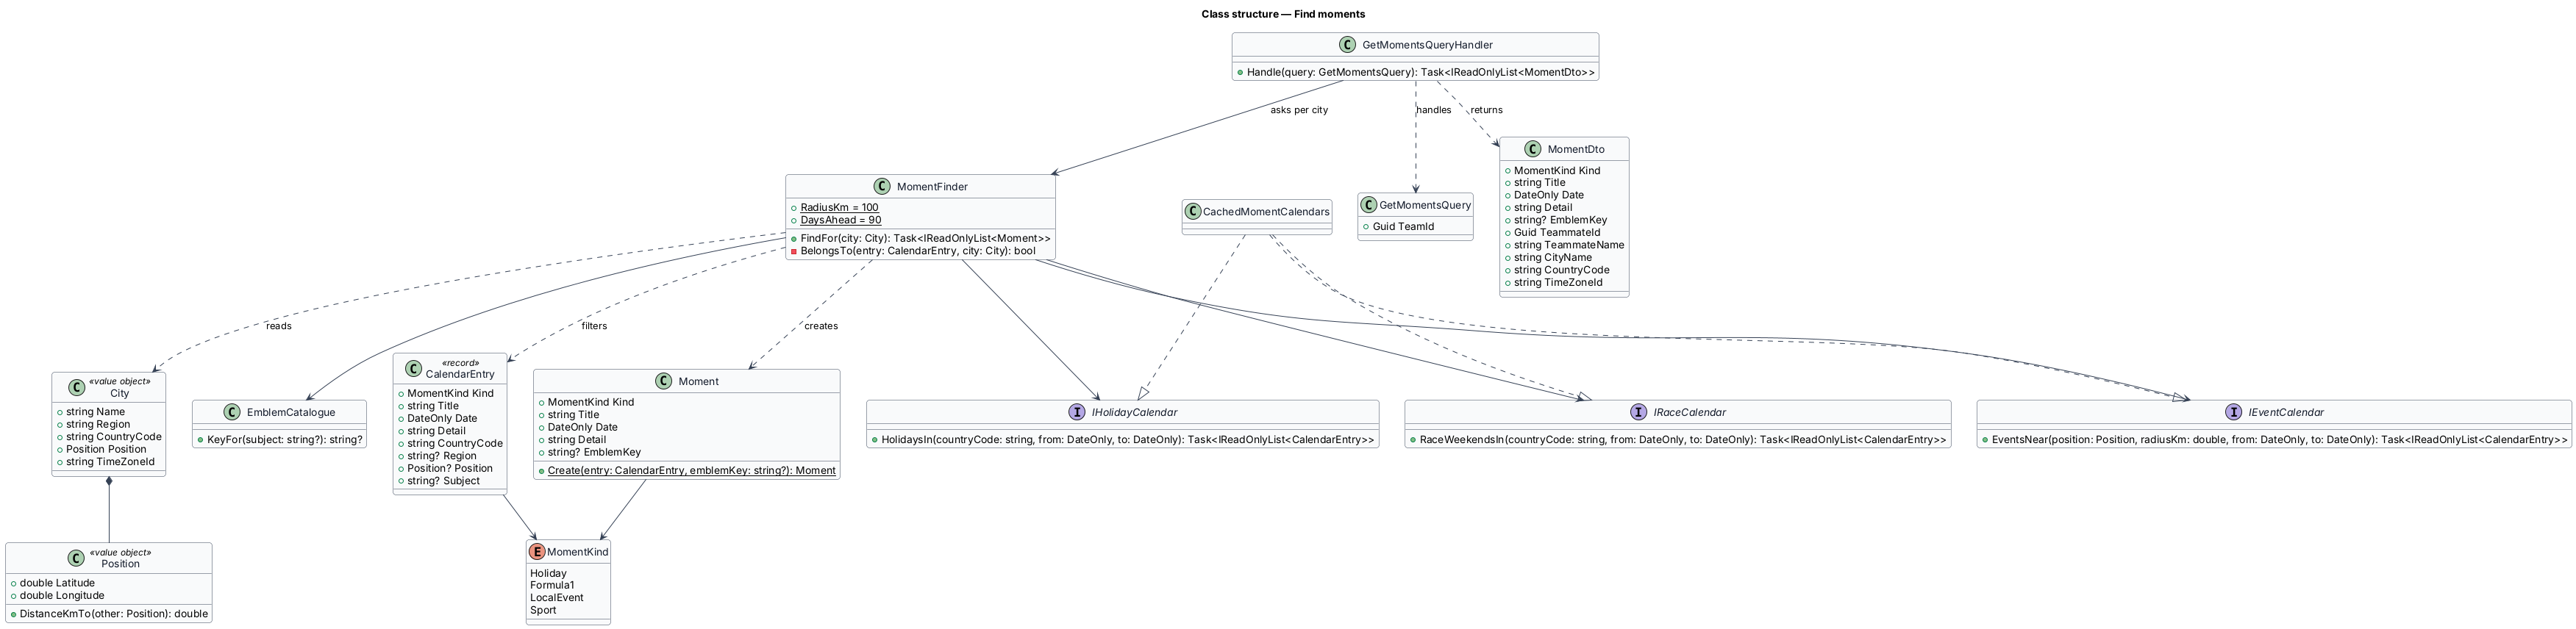 Class structure — Find moments
C
GetMomentsQueryHandler
Handle(query: GetMomentsQuery): Task<IReadOnlyList<MomentDto>>
asks per city
handles
returns
C
MomentDto
MomentKind Kind
string Title
DateOnly Date
string Detail
string? EmblemKey
Guid TeammateId
string TeammateName
string CityName
string CountryCode
string TimeZoneId
C
MomentFinder
RadiusKm = 100
DaysAhead = 90
FindFor(city: City): Task<IReadOnlyList<Moment>>
BelongsTo(entry: CalendarEntry, city: City): bool
C
CachedMomentCalendars
C
GetMomentsQuery
Guid TeamId
reads
filters
creates
C
«value object»
City
string Name
string Region
string CountryCode
Position Position
string TimeZoneId
C
EmblemCatalogue
KeyFor(subject: string?): string?
C
«record»
CalendarEntry
MomentKind Kind
string Title
DateOnly Date
string Detail
string CountryCode
string? Region
Position? Position
string? Subject
C
Moment
MomentKind Kind
string Title
DateOnly Date
string Detail
string? EmblemKey
Create(entry: CalendarEntry, emblemKey: string?): Moment
I
IHolidayCalendar
HolidaysIn(countryCode: string, from: DateOnly, to: DateOnly): Task<IReadOnlyList<CalendarEntry>>
I
IRaceCalendar
RaceWeekendsIn(countryCode: string, from: DateOnly, to: DateOnly): Task<IReadOnlyList<CalendarEntry>>
I
IEventCalendar
EventsNear(position: Position, radiusKm: double, from: DateOnly, to: DateOnly): Task<IReadOnlyList<CalendarEntry>>
C
«value object»
Position
double Latitude
double Longitude
DistanceKmTo(other: Position): double
E
MomentKind
Holiday
Formula1
LocalEvent
Sport